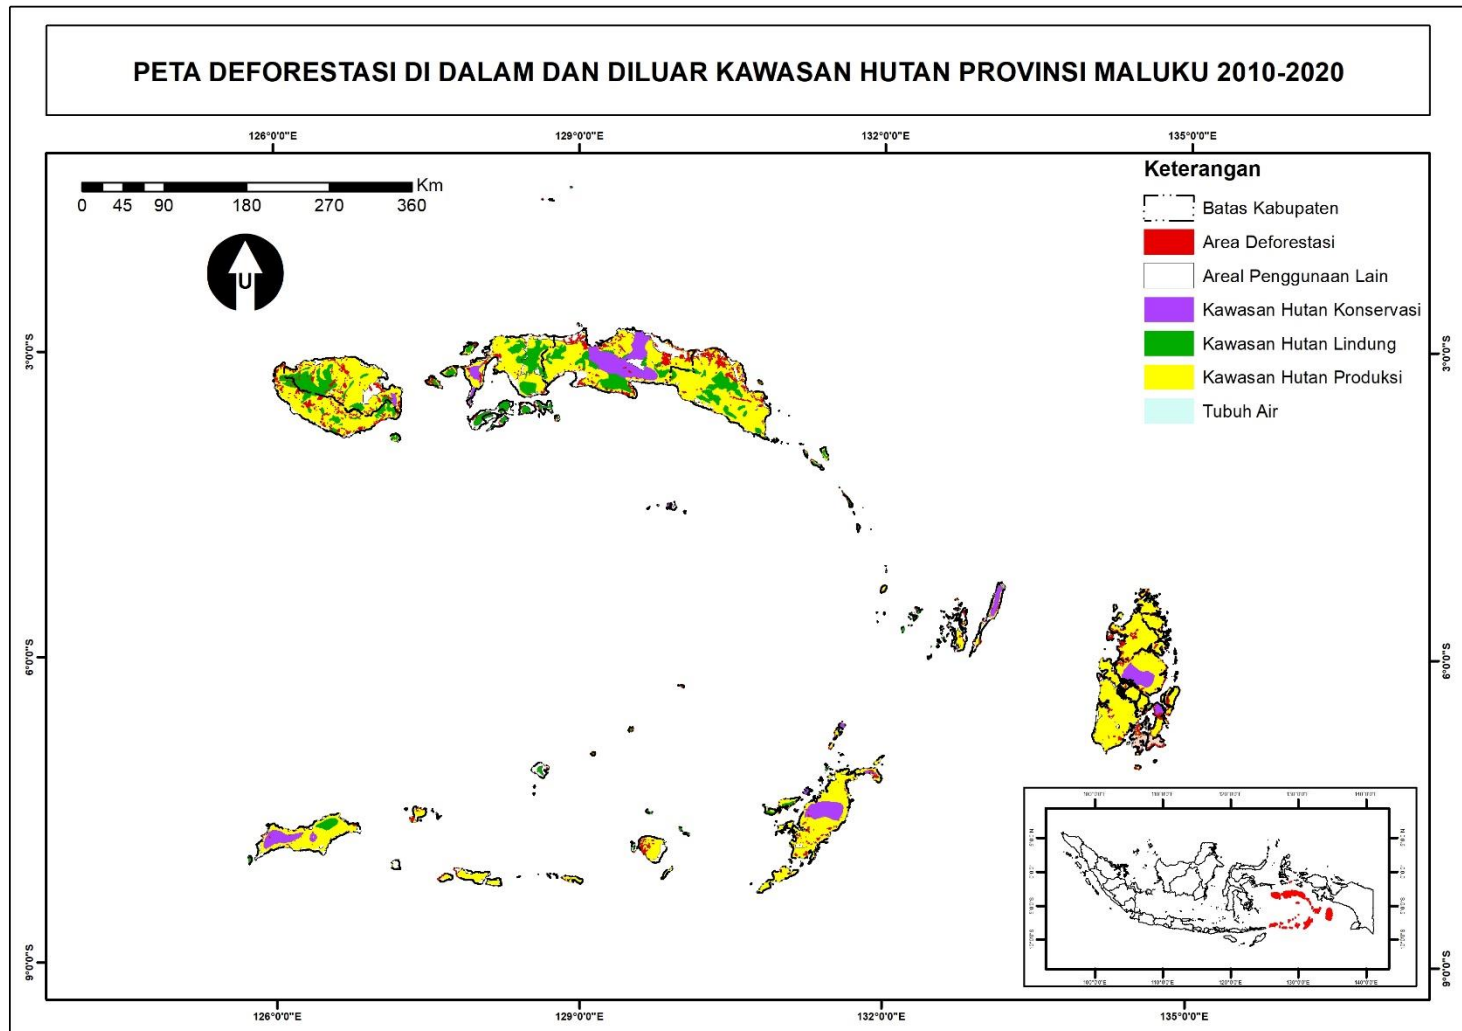 PETA DEFORESTASI DI DALAM DAN DILUAR KAWASAN HUTAN PROVINSI MALUKU 2010-2020
126°0'0"E 129°0'0"E 132°0'0"E 135°0'0"E
Km
0 45 90 180 270 360
U
Keterangan
Batas Kabupaten
Area Deforestasi
Areal Penggunaan Lain
Kawasan Hutan Konservasi
Kawasan Hutan Lindung
Kawasan Hutan Produksi
Tubuh Air
3°0'0"S 3°0'0"S
6°0'0"S 6°0'0"S
9°0'0"S 9°0'0"S
126°0'0"E 129°0'0"E 132°0'0"E 135°0'0"E